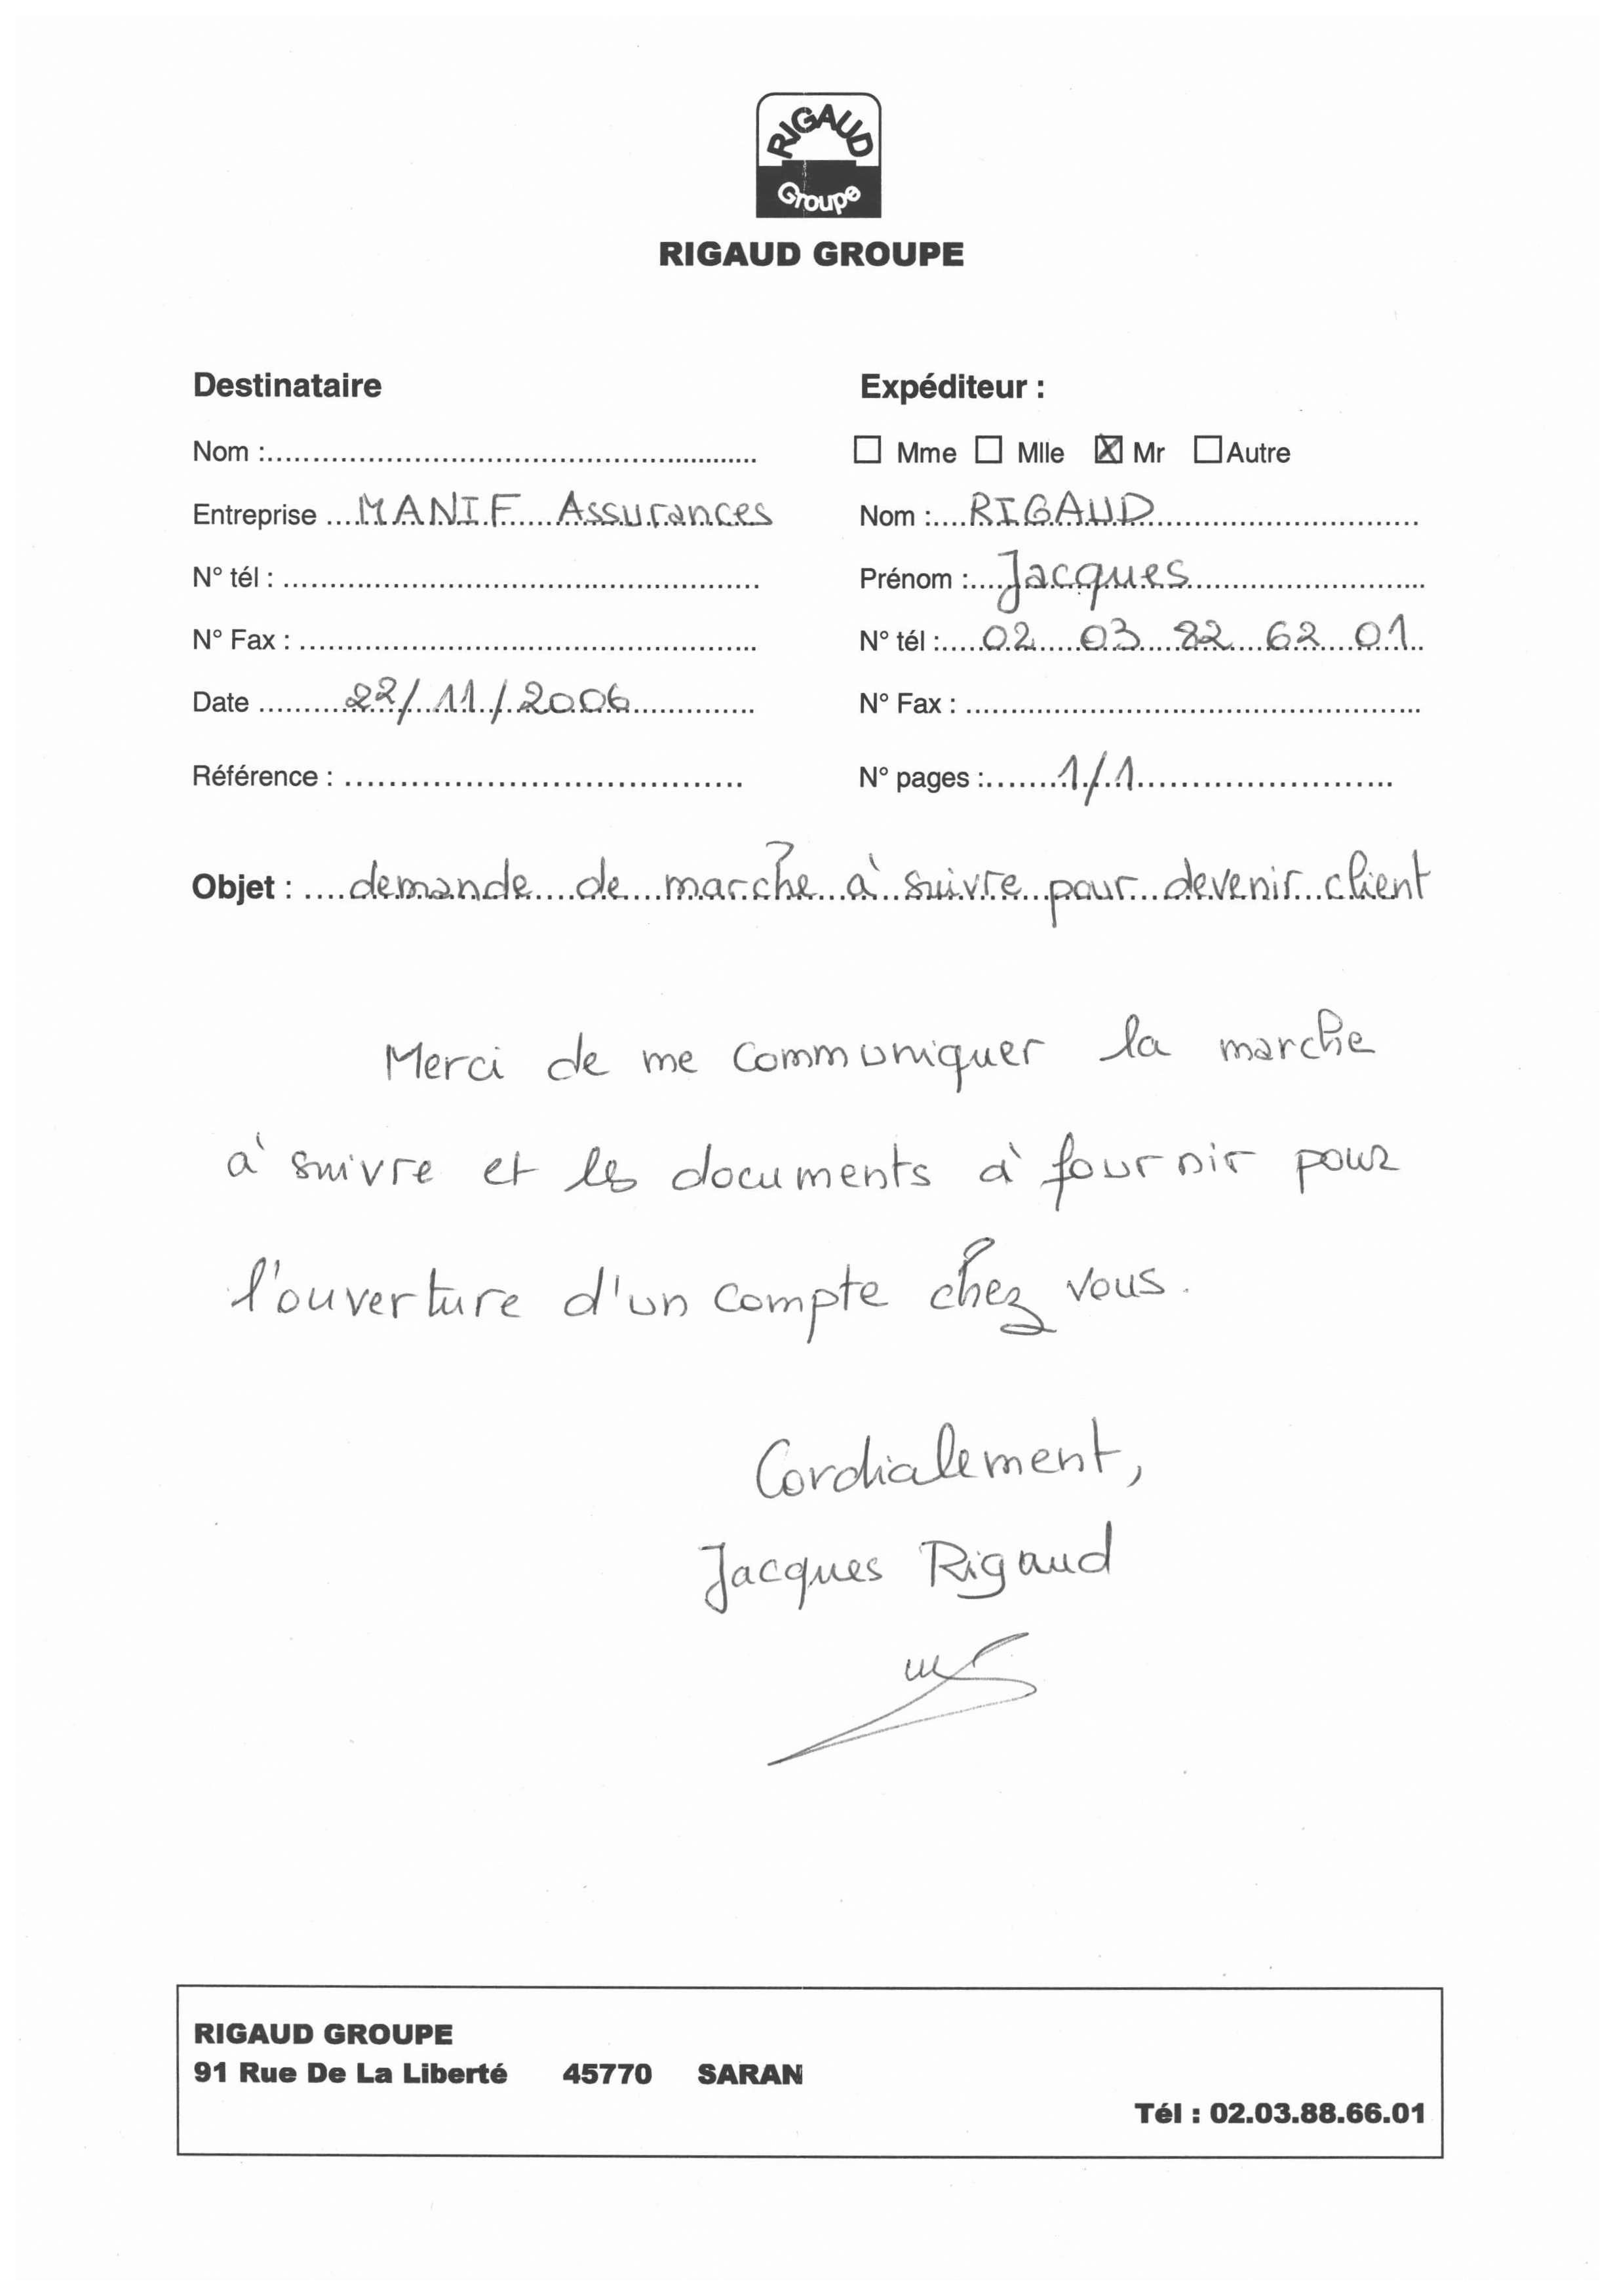 RIGAUD
Groupe
RIGAUD GROUPE
Destinataire
Expéditeur :
Nom :
Mme Mlle Mr Autre
Entreprise MANIF Assurances
Nom : RIGAUD
N° tél :
Prénom : Jacques
N° Fax :
N° tél : 02 03 82 62 01
Date 22/11/2006
N° Fax :
Référence :
N° pages : 1/1
Objet : demande de marche à suivre pour devenir client
Merci de me communiquer la marche
à suivre et les documents à fournir pour
l'ouverture d'un compte chez vous.
Cordialement,
Jacques Rigaud
RIGAUD GROUPE
91 Rue De La Liberté 45770 SARAN
Tél : 02.03.88.66.01